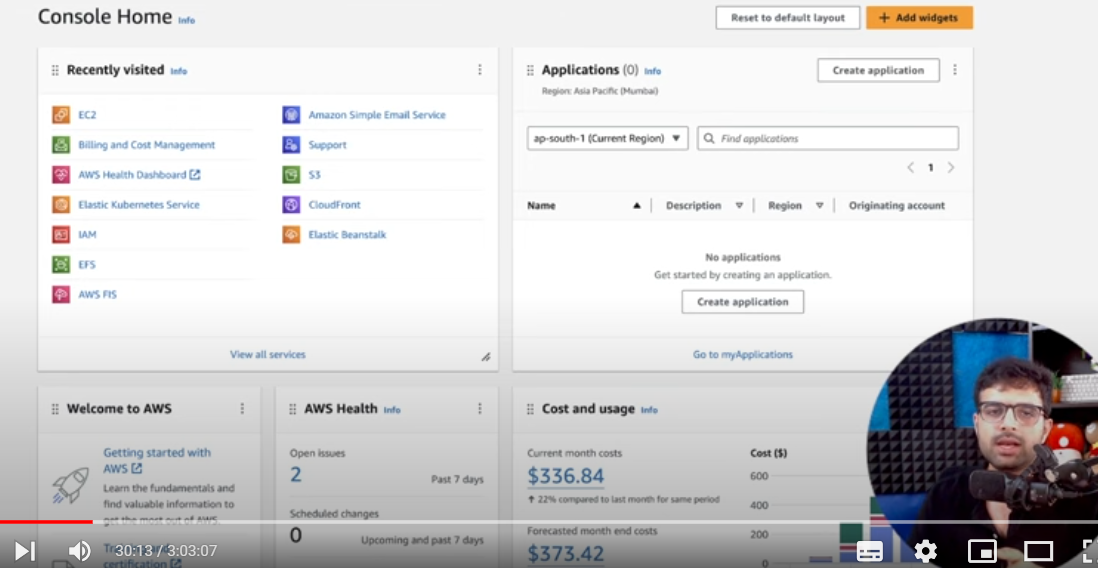 Console Home Info
Reset to default layout
+ Add widgets
Recently visited Info
EC2
Billing and Cost Management
AWS Health Dashboard
Elastic Kubernetes Service
IAM
EFS
AWS FIS
Amazon Simple Email Service
Support
S3
CloudFront
Elastic Beanstalk
View all services
Applications (0) Info
Region: Asia Pacific (Mumbai)
Create application
ap-south-1 (Current Region)
Find applications
1
Name
Description
Region
Originating account
No applications
Get started by creating an application.
Create application
Go to myApplications
Welcome to AWS
Getting started with
AWS
Learn the fundamentals and
find valuable information to
get the most out of AWS.
certification
AWS Health Info
Open issues
2
Past 7 days
Scheduled changes
0
Upcoming and past 7 days
Cost and usage Info
Current month costs
$336.84
22% compared to last month for same period
Forecasted month end costs
$373.42
Cost ($)
600
400
200
0
30:13 / 3:03:07